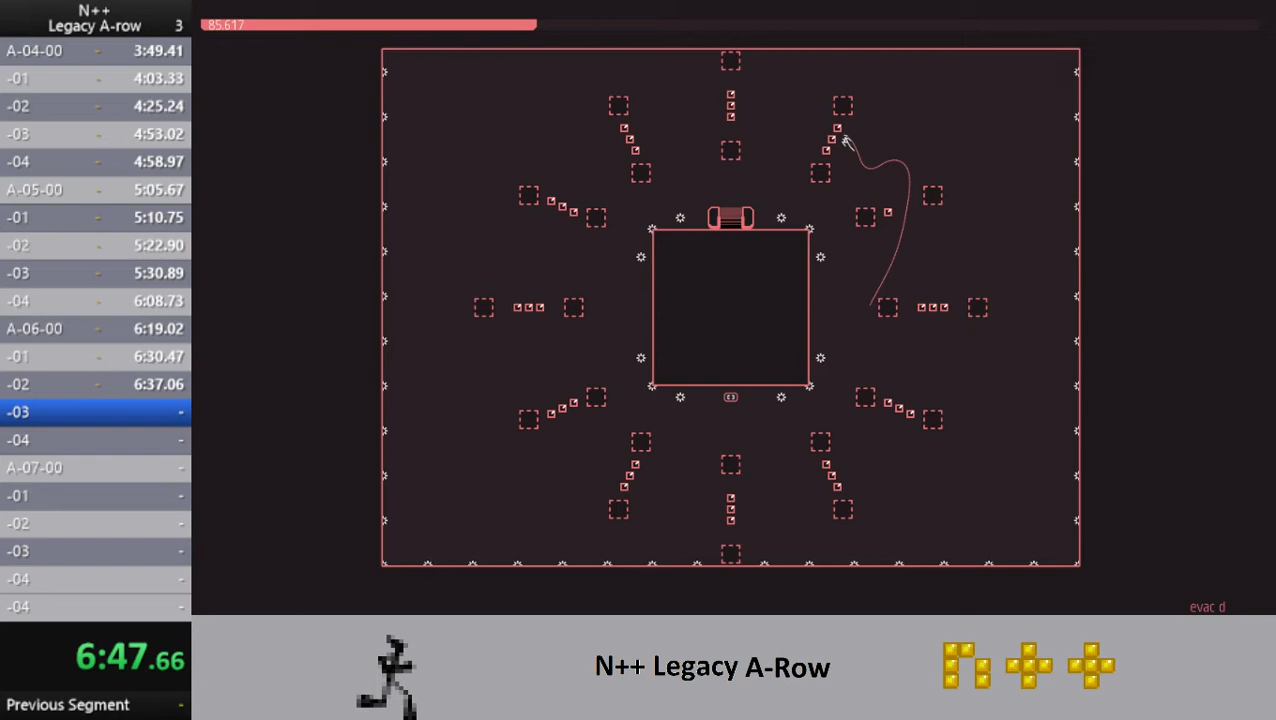 N++
Legacy A-row 3
A-04-00 - 3:49.41
-01 - 4:03.33
-02 - 4:25.24
-03 - 4:53.02
-04 - 4:58.97
A-05-00 - 5:05.67
-01 - 5:10.75
-02 - 5:22.90
-03 - 5:30.89
-04 - 6:08.73
A-06-00 - 6:19.02
-01 - 6:30.47
-02 - 6:37.06
-03 -
-04 -
A-07-00 -
-01 -
-02 -
-03 -
-04 -
-04 -
6:47.66
Previous Segment -
85.617
evac d
N++ Legacy A-Row
n++